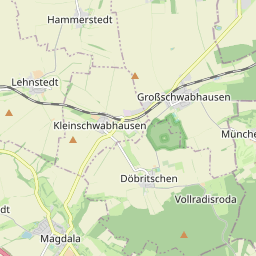 Hammerstedt
Lehnstedt
Großschwabhausen
Kleinschwabhausen
Münche
Döbritschen
Vollradisroda
dt
Magdala